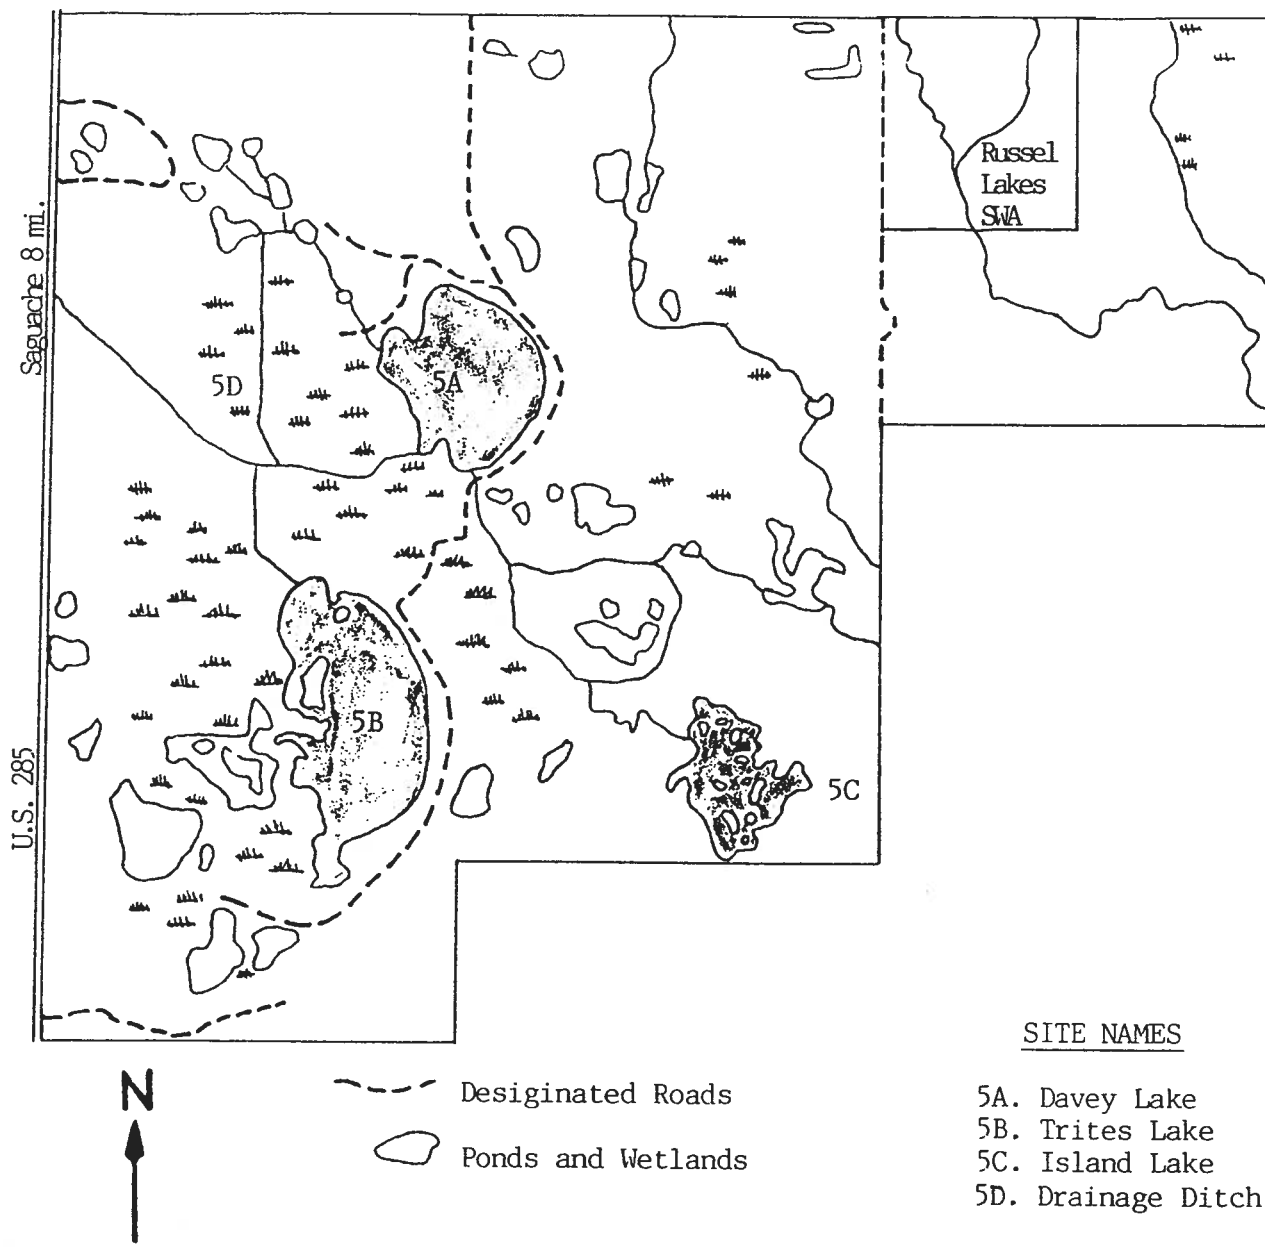 Russel
Lakes
SWA
Saguache 8 mi.
5A
5D
5B
U.S. 285
5C
N
Desiginated Roads
Ponds and Wetlands
SITE NAMES
5A. Davey Lake
5B. Trites Lake
5C. Island Lake
5D. Drainage Ditch